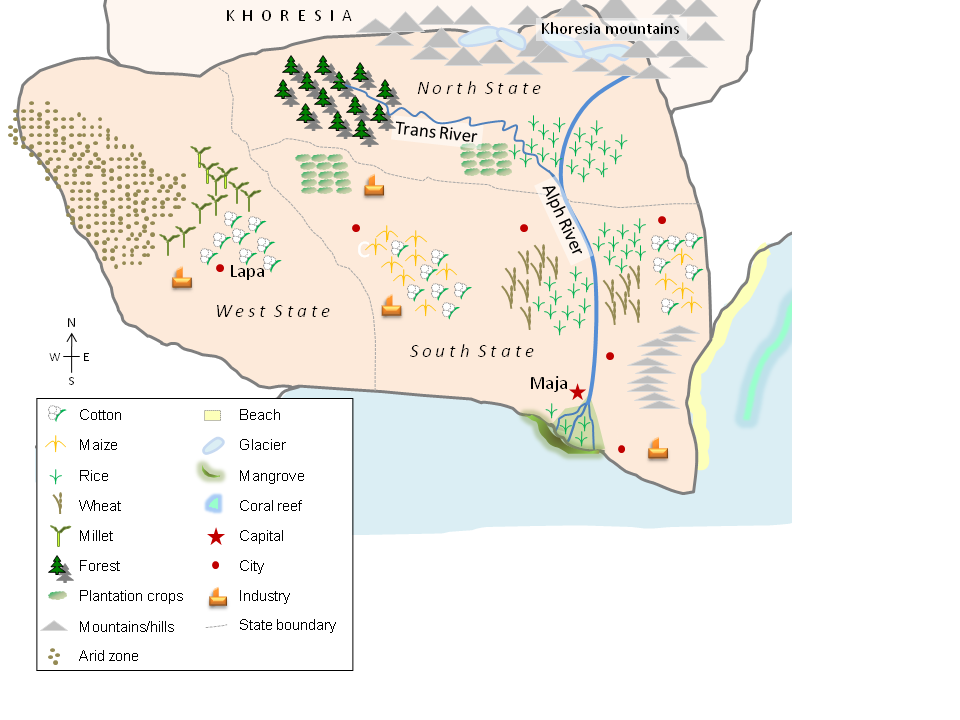 KHORESIA
Khoresia mountains
North State
Trans River
Alph River
C
Lapa
West State
N
W
E
S
South State
Maja
Cotton
Beach
Maize
Glacier
Rice
Mangrove
Wheat
Coral reef
Millet
Capital
Forest
City
Plantation crops
Industry
Mountains/hills
State boundary
Arid zone